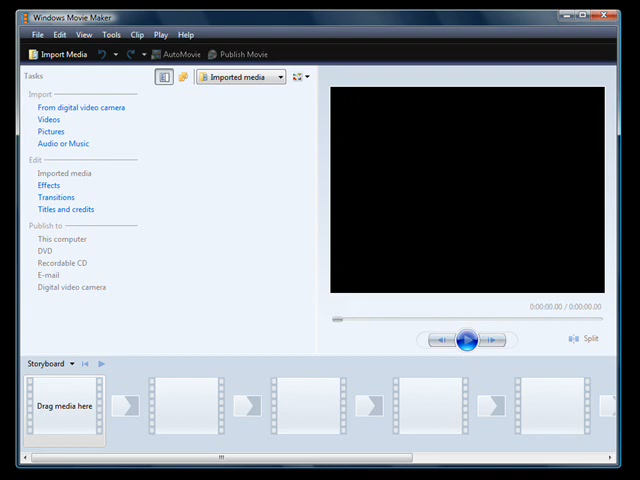 Windows Movie Maker
File Edit View Tools Clip Play Help
Import Media AutoMovie Publish Movie
Tasks
Imported media
Import
From digital video camera
Videos
Pictures
Audio or Music
Edit
Imported media
Effects
Transitions
Titles and credits
Publish to
This computer
DVD
Recordable CD
E-mail
Digital video camera
0:00:00.00 / 0:00:00.00
Split
Storyboard
Drag media here